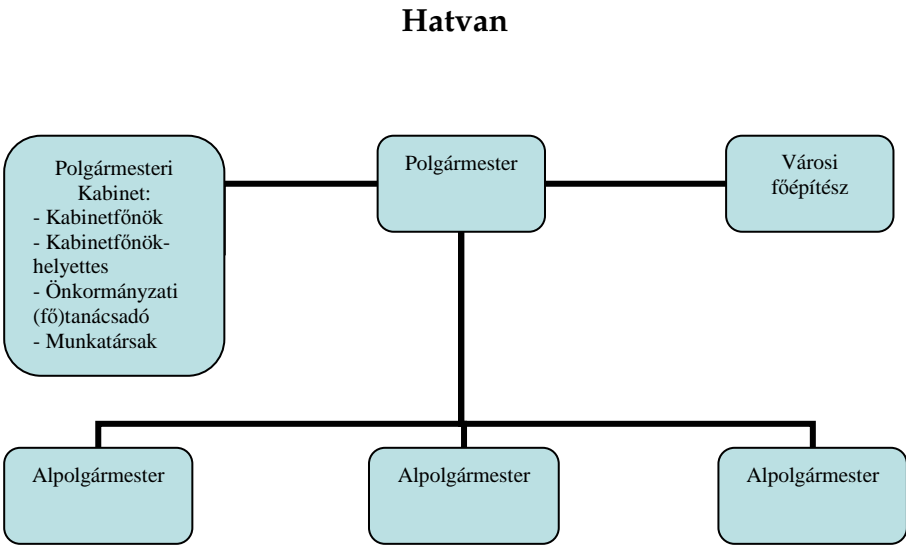 Hatvan
Polgármesteri
Kabinet:
- Kabinetfőnök
- Kabinetfőnök-
helyettes
- Önkormányzati
(fő)tanácsadó
- Munkatársak
Polgármester
Városi
főépítész
Alpolgármester
Alpolgármester
Alpolgármester